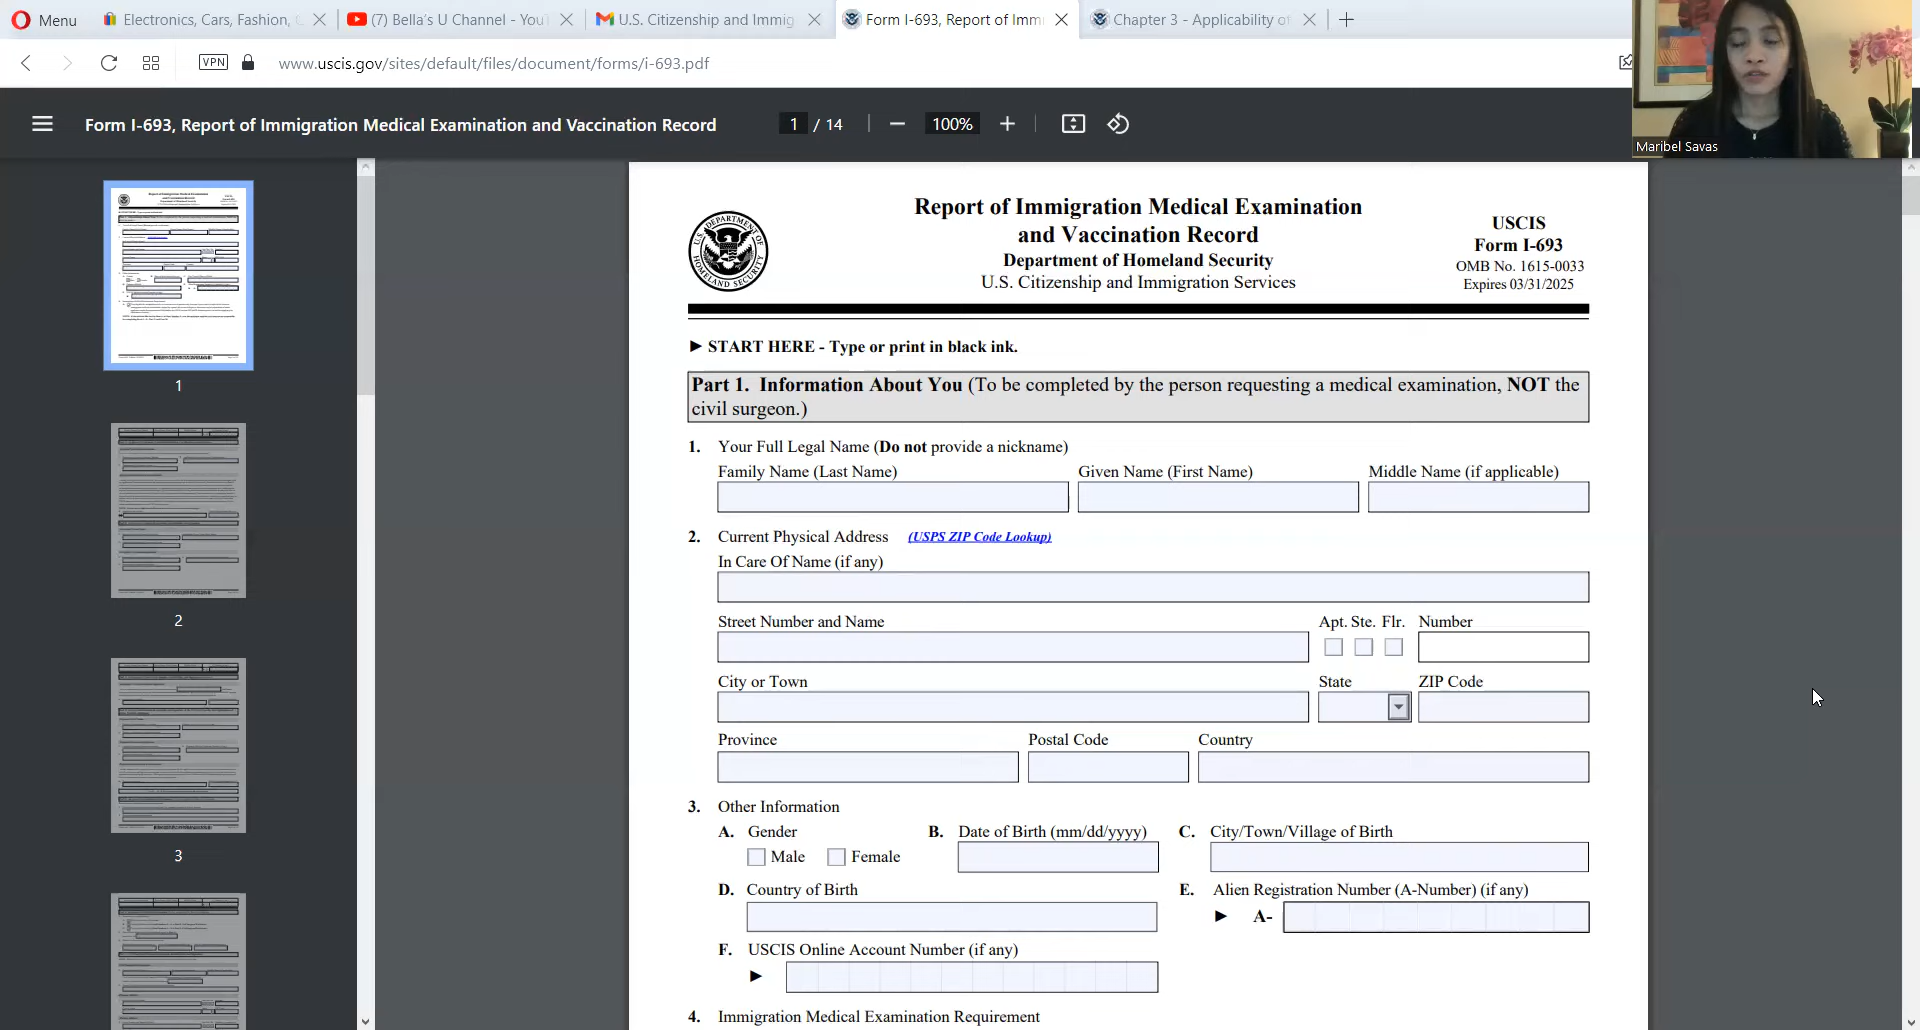 Menu
Electronics, Cars, Fashion,
(7) Bella's U Channel - You
U.S. Citizenship and Immig
Form I-693, Report of Imm
Chapter 3 - Applicability of
VPN
www.uscis.gov/sites/default/files/document/forms/i-693.pdf
Form I-693, Report of Immigration Medical Examination and Vaccination Record
1 / 14
100%
Maribel Savas
1
2
3
U.S. DEPARTMENT OF HOMELAND SECURITY
Report of Immigration Medical Examination
and Vaccination Record
Department of Homeland Security
U.S. Citizenship and Immigration Services
USCIS
Form I-693
OMB No. 1615-0033
Expires 03/31/2025
► START HERE - Type or print in black ink.
Part 1. Information About You (To be completed by the person requesting a medical examination, NOT the
civil surgeon.)
1. Your Full Legal Name (Do not provide a nickname)
Family Name (Last Name) Given Name (First Name) Middle Name (if applicable)
2. Current Physical Address (USPS ZIP Code Lookup)
In Care Of Name (if any)
Street Number and Name Apt. Ste. Flr. Number
City or Town State ZIP Code
Province Postal Code Country
3. Other Information
A. Gender B. Date of Birth (mm/dd/yyyy) C. City/Town/Village of Birth
Male Female
D. Country of Birth E. Alien Registration Number (A-Number) (if any)
► A-
F. USCIS Online Account Number (if any)
►
4. Immigration Medical Examination Requirement